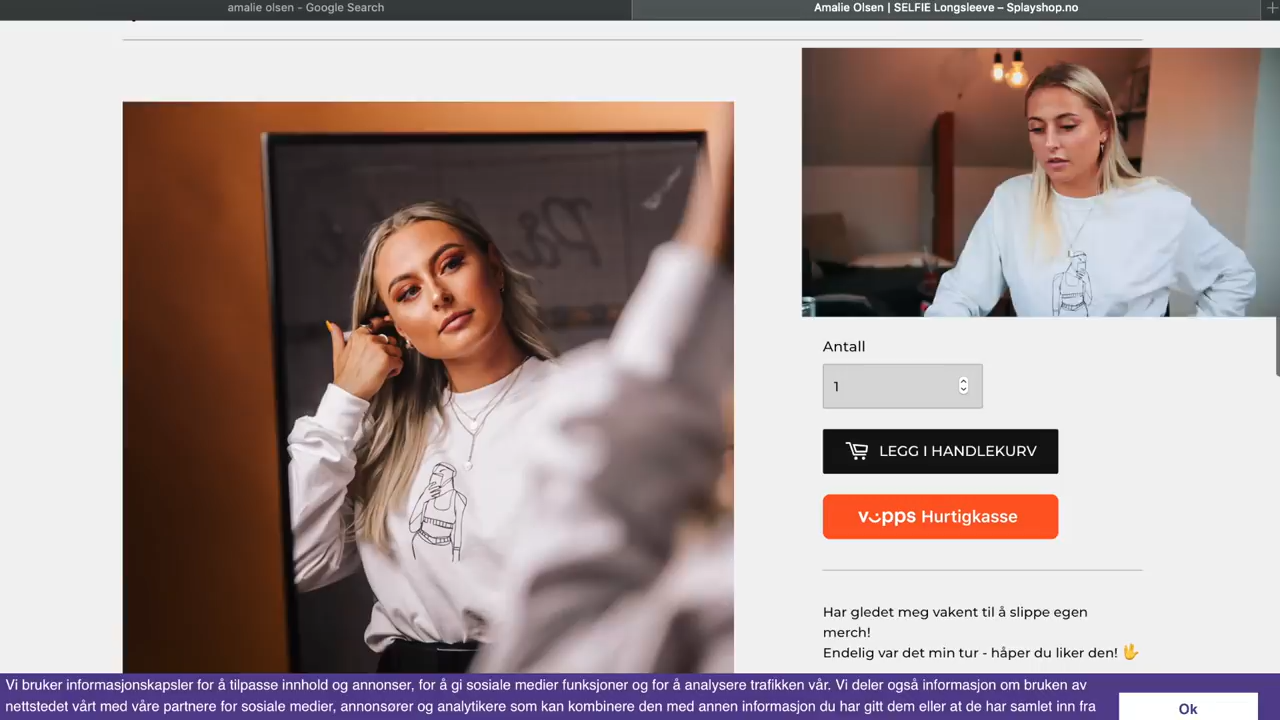 amalie olsen - Google Search
Amalie Olsen | SELFIE Longsleeve – Splayshop.no
Antall
1
LEGG I HANDLEKURV
vipps Hurtigkasse
Har gledet meg vakent til å slippe egen
merch!
Endelig var det min tur - håper du liker den! 🖖
Vi bruker informasjonskapsler for å tilpasse innhold og annonser, for å gi sosiale medier funksjoner og for å analysere trafikken vår. Vi deler også informasjon om bruken av
nettstedet vårt med våre partnere for sosiale medier, annonsører og analytikere som kan kombinere den med annen informasjon du har gitt dem eller at de har samlet inn fra
Ok